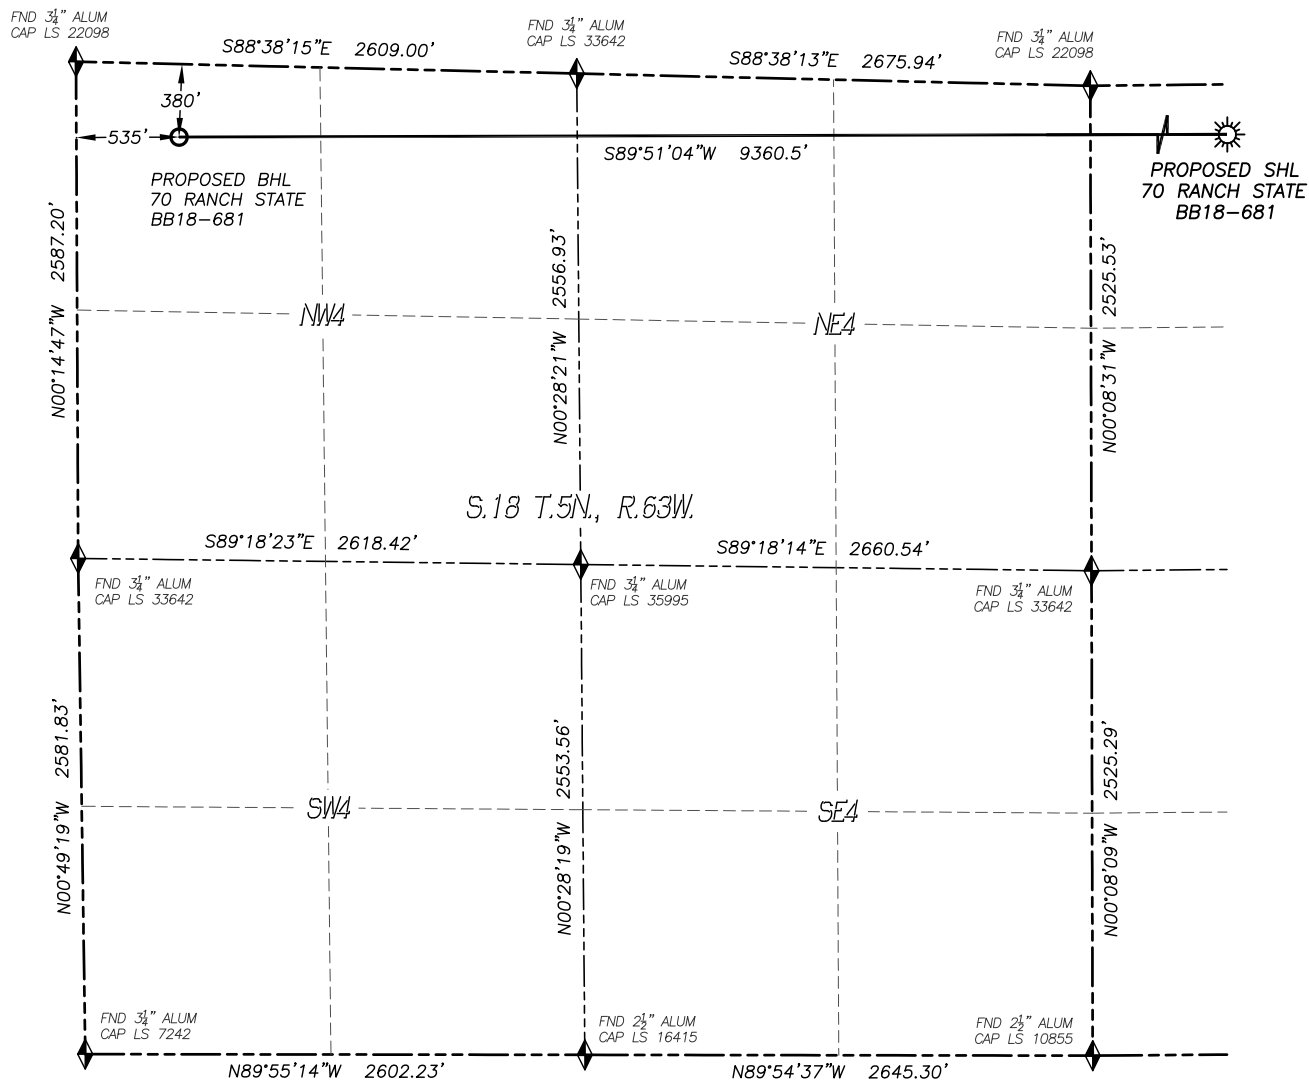 FND 3¼" ALUM
CAP LS 22098
S88°38'15"E 2609.00'
FND 3¼" ALUM
CAP LS 33642
S88°38'13"E 2675.94'
FND 3¼" ALUM
CAP LS 22098
380'
535'
S89°51'04"W 9360.5'
PROPOSED BHL
70 RANCH STATE
BB18-681
PROPOSED SHL
70 RANCH STATE
BB18-681
N00°14'47"W 2587.20'
N00°28'21"W 2556.93'
N00°08'31"W 2525.53'
NW4
NE4
S.18 T.5N., R.63W.
S89°18'23"E 2618.42'
S89°18'14"E 2660.54'
FND 3¼" ALUM
CAP LS 33642
FND 3¼" ALUM
CAP LS 35995
FND 3¼" ALUM
CAP LS 33642
N00°49'19"W 2581.83'
N00°28'19"W 2553.56'
N00°08'09"W 2525.29'
SW4
SE4
FND 3¼" ALUM
CAP LS 7242
FND 2½" ALUM
CAP LS 16415
FND 2½" ALUM
CAP LS 10855
N89°55'14"W 2602.23'
N89°54'37"W 2645.30'